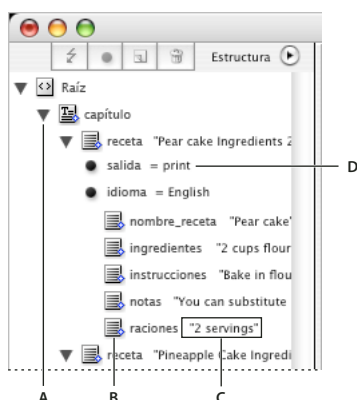 Estructura
Raíz
capítulo
receta "Pear cake Ingredients 2
salida = print
D
idioma = English
nombre_receta "Pear cake"
ingredientes "2 cups flour
instrucciones "Bake in flou
notas "You can substitute
raciones "2 servings"
receta "Pineapple Cake Ingredi
A B C